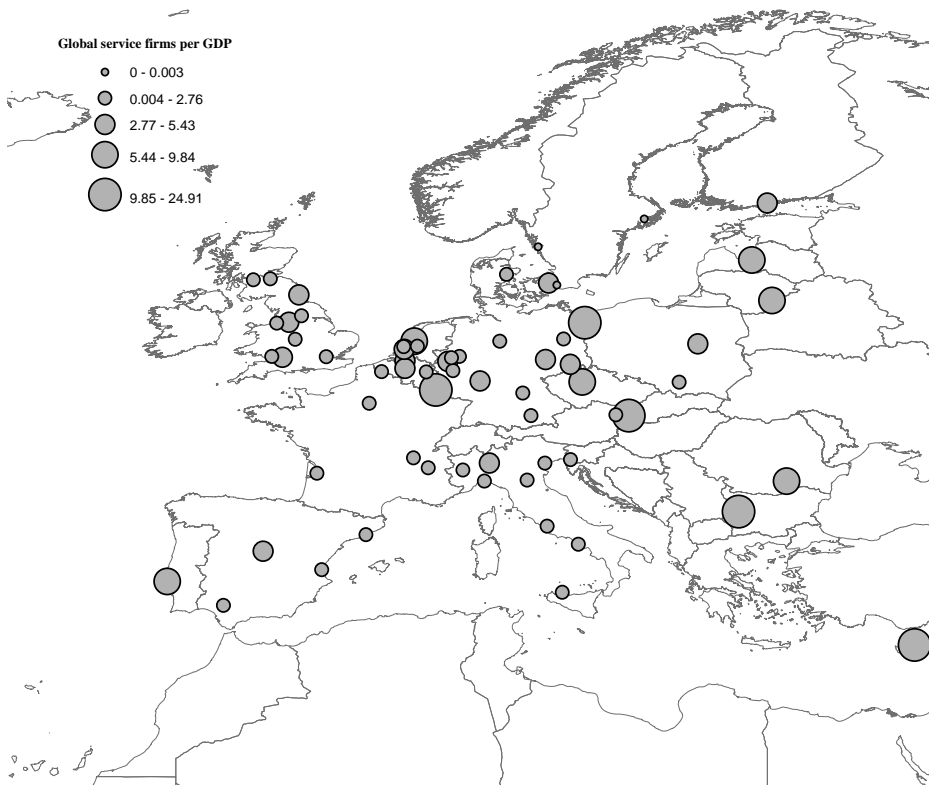 Global service firms per GDP
0 - 0.003
0.004 - 2.76
2.77 - 5.43
5.44 - 9.84
9.85 - 24.91